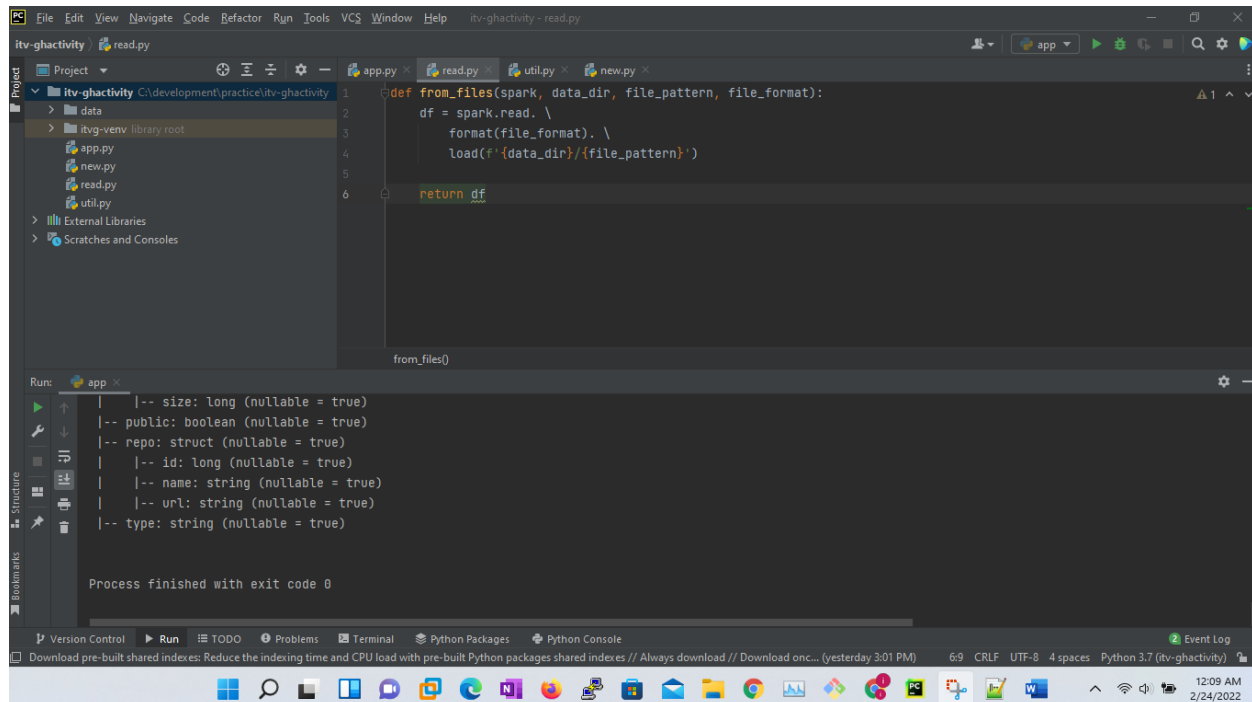 PC File Edit View Navigate Code Refactor Run Tools VCS Window Help itv-ghactivity - read.py
itv-ghactivity read.py app
Project Project app.py read.py util.py new.py
itv-ghactivity C:\development\practice\itv-ghactivity
data
itvg-venv library root
app.py
new.py
read.py
util.py
External Libraries
Scratches and Consoles
1 def from_files(spark, data_dir, file_pattern, file_format): 1
2 df = spark.read. \
3 format(file_format). \
4 load(f'{data_dir}/{file_pattern}')
5
6 return df
from_files()
Run: app
| |-- size: long (nullable = true)
|-- public: boolean (nullable = true)
|-- repo: struct (nullable = true)
| |-- id: long (nullable = true)
| |-- name: string (nullable = true)
| |-- url: string (nullable = true)
|-- type: string (nullable = true)
Process finished with exit code 0
Structure
Bookmarks
Version Control Run TODO Problems Terminal Python Packages Python Console 2 Event Log
Download pre-built shared indexes: Reduce the indexing time and CPU load with pre-built Python packages shared indexes // Always download // Download onc... (yesterday 3:01 PM) 6:9 CRLF UTF-8 4 spaces Python 3.7 (itv-ghactivity)
12:09 AM
2/24/2022